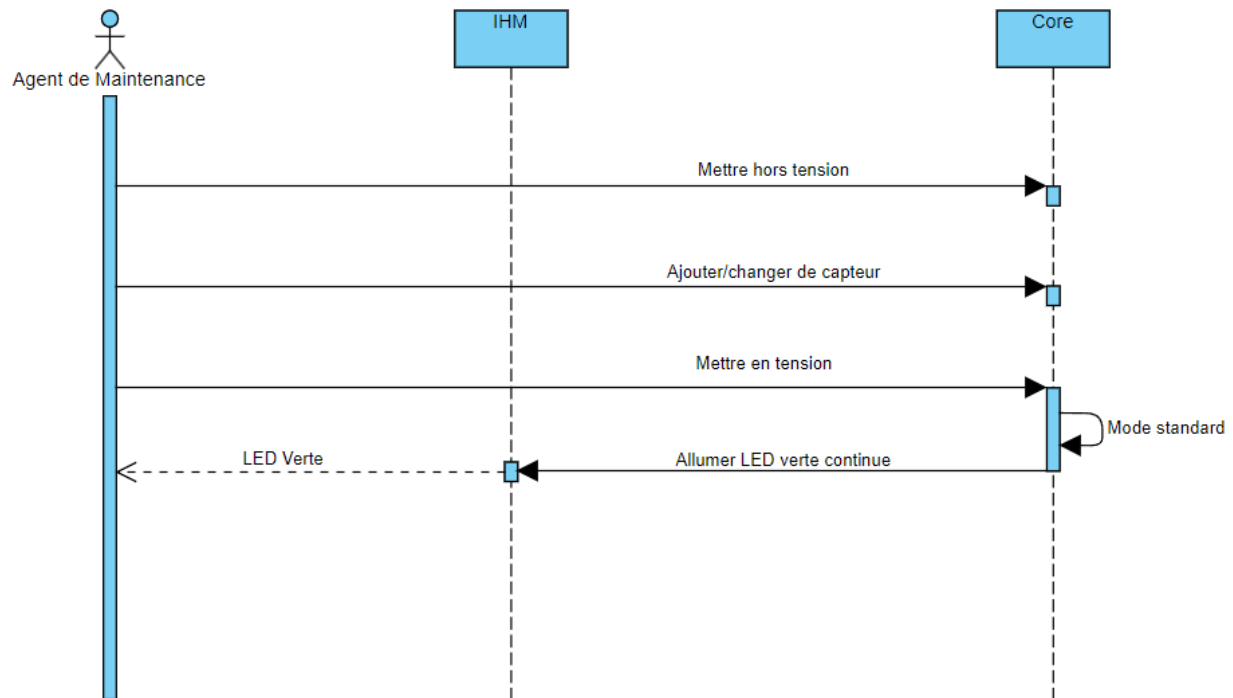 IHM
Core
Agent de Maintenance
Mettre hors tension
Ajouter/changer de capteur
Mettre en tension
Mode standard
LED Verte
Allumer LED verte continue